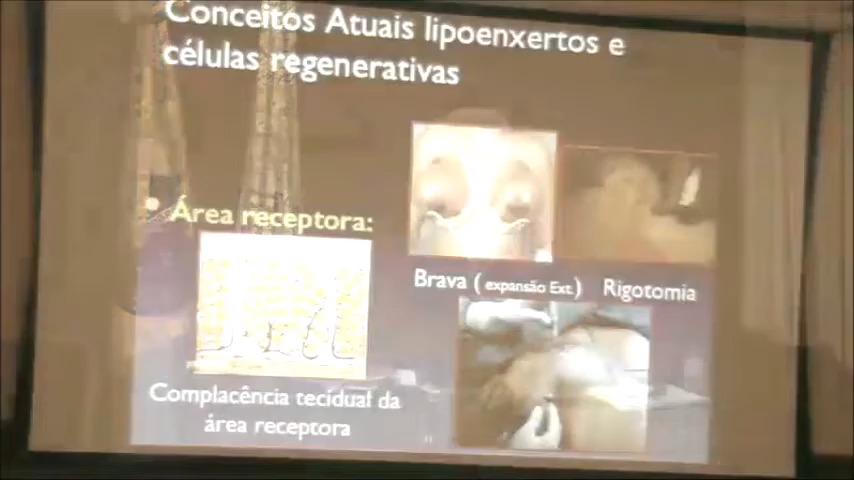 Conceitos Atuais lipoenxertos e
células regenerativas
• Área receptora:
Brava ( expansão Ext.)
Rigotomia
Complacência tecidual da
área receptora